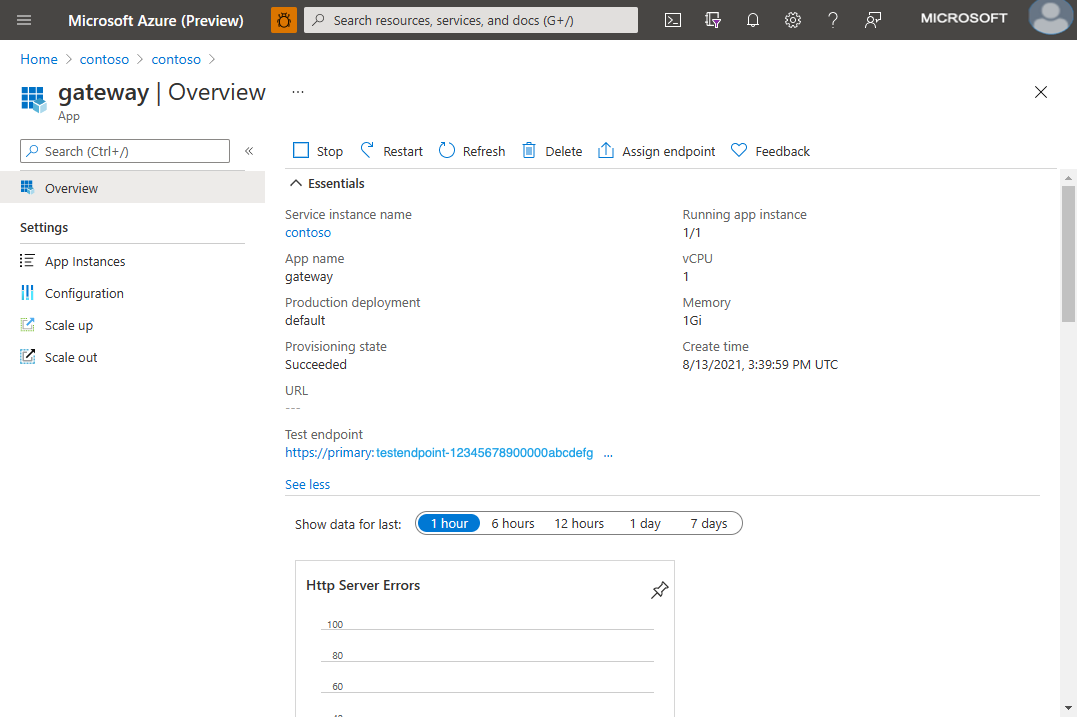 Microsoft Azure (Preview)
Search resources, services, and docs (G+/)
MICROSOFT
Home > contoso > contoso >
gateway | Overview ...
App
Search (Ctrl+/)
«
Stop
Restart
Refresh
Delete
Assign endpoint
Feedback
Overview
Settings
App Instances
Configuration
Scale up
Scale out
Essentials
Service instance name
contoso
App name
gateway
Production deployment
default
Provisioning state
Succeeded
URL
---
Test endpoint
https://primary:testendpoint-12345678900000abcdefg ...
See less
Running app instance
1/1
vCPU
1
Memory
1Gi
Create time
8/13/2021, 3:39:59 PM UTC
Show data for last:
1 hour
6 hours
12 hours
1 day
7 days
Http Server Errors
100
80
60